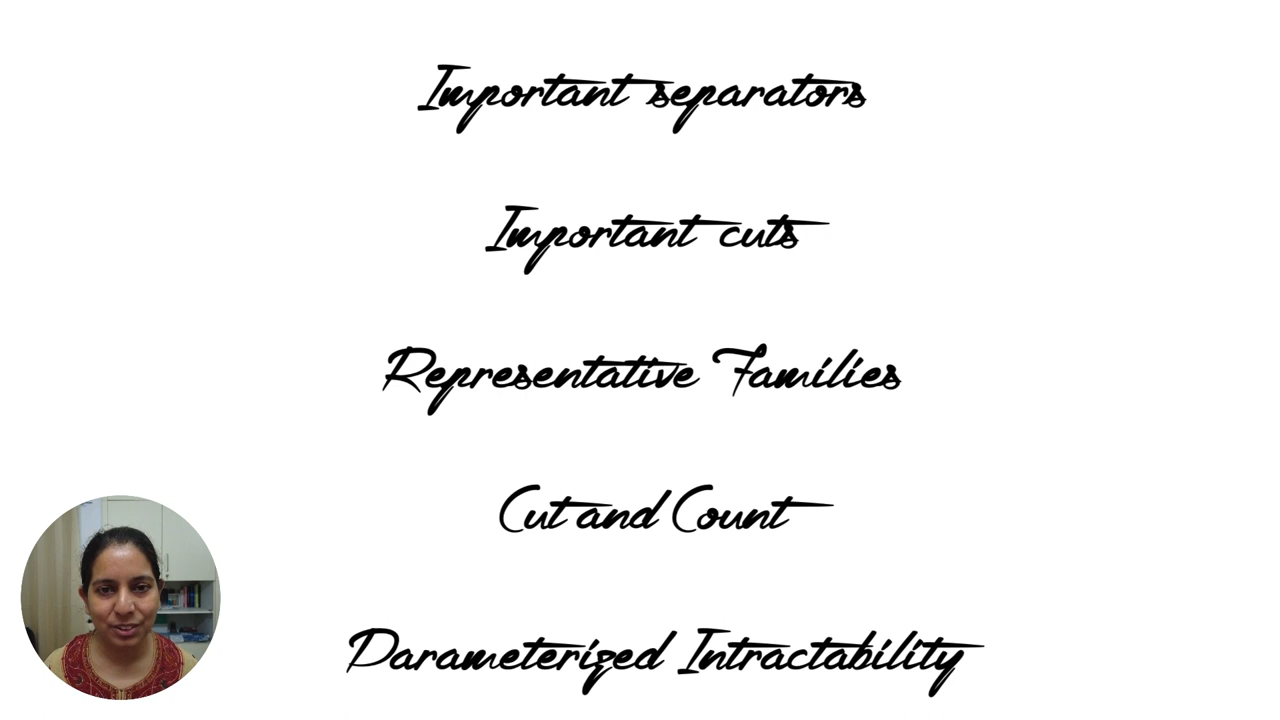 Important separators
Important cuts
Representative Families
Cut and Count
Parameterized Intractability